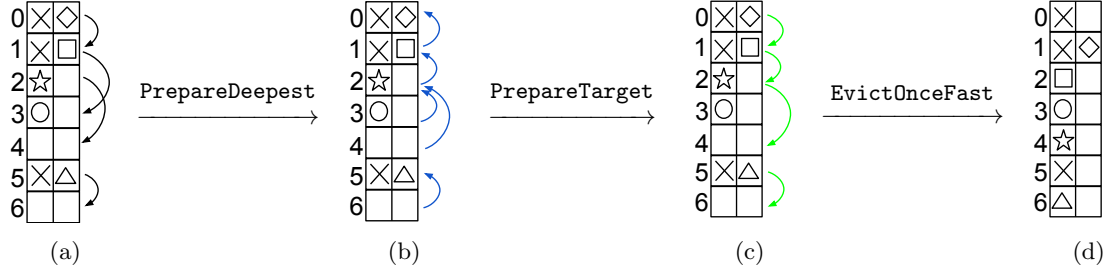 0 0 0 0
1 1 1 1
2 2 2 2
PrepareDeepest PrepareTarget EvictOnceFast
3 3 3 3
4 4 4 4
5 5 5 5
6 6 6 6
(a) (b) (c) (d)